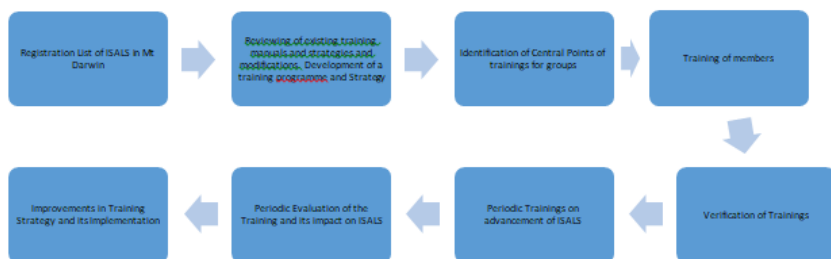 Registration List of ISALS in Mt
Darwin
Reviewing of existing training
manuals and strategies and
modifications. Development of a
training programme and Strategy
Identification of Central Points of
trainings for groups
Training of members
Verification of Trainings
Periodic Trainings on
advancement of ISALS
Periodic Evaluation of the
Training and its impact on ISALS
Improvements in Training
Strategy and its Implementation